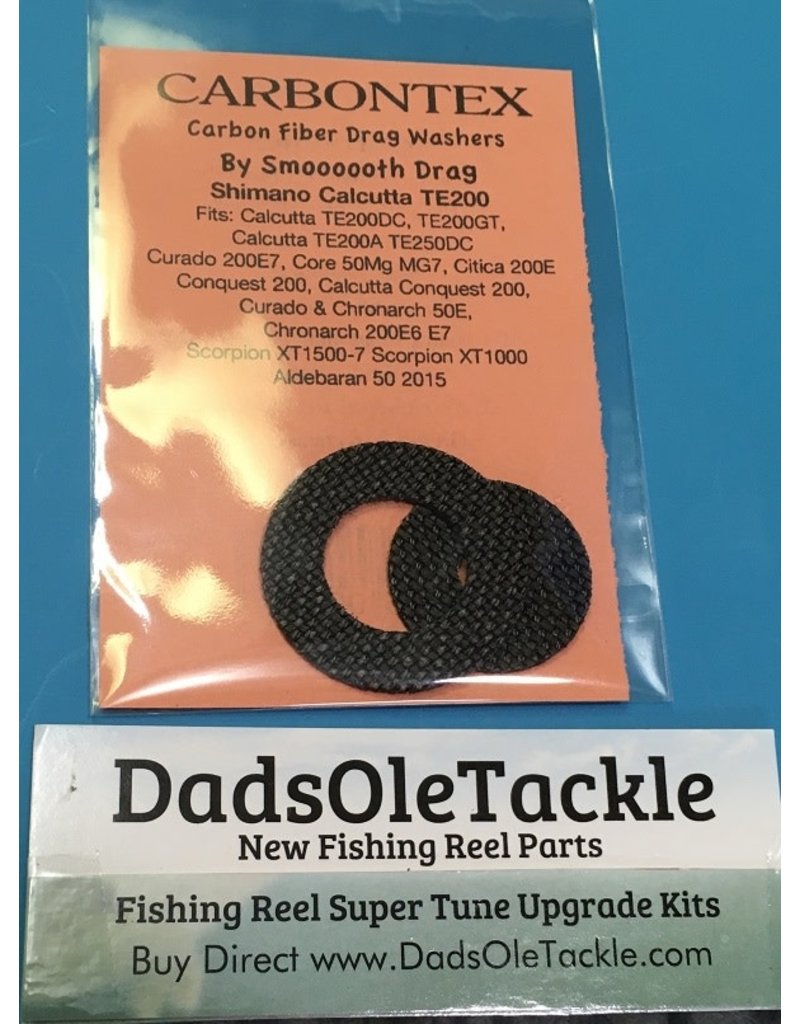 CARBONTEX
Carbon Fiber Drag Washers
By Smoooooth Drag
Shimano Calcutta TE200
Fits: Calcutta TE200DC, TE200GT,
Calcutta TE200A TE250DC
Curado 200E7, Core 50Mg MG7, Citica 200E
Conquest 200, Calcutta Conquest 200,
Curado & Chronarch 50E,
Chronarch 200E6 E7
Scorpion XT1500-7 Scorpion XT1000
Aldebaran 50 2015
DadsOleTackle
New Fishing Reel Parts
Fishing Reel Super Tune Upgrade Kits
Buy Direct www.DadsOleTackle.com